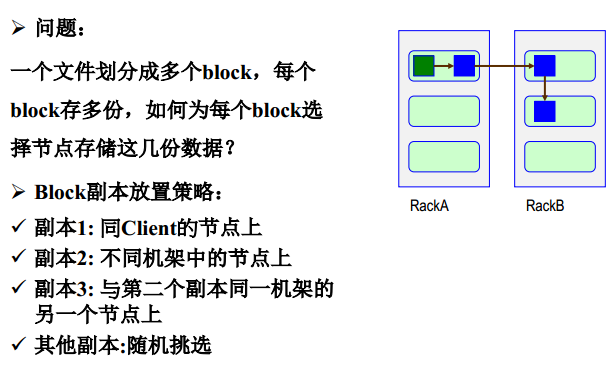 ➢ 问题：
一个文件划分成多个block，每个
block存多份，如何为每个block选
择节点存储这几份数据？
➢ Block副本放置策略：
✓ 副本1: 同Client的节点上
✓ 副本2: 不同机架中的节点上
✓ 副本3: 与第二个副本同一机架的
另一个节点上
✓ 其他副本:随机挑选
RackA
RackB